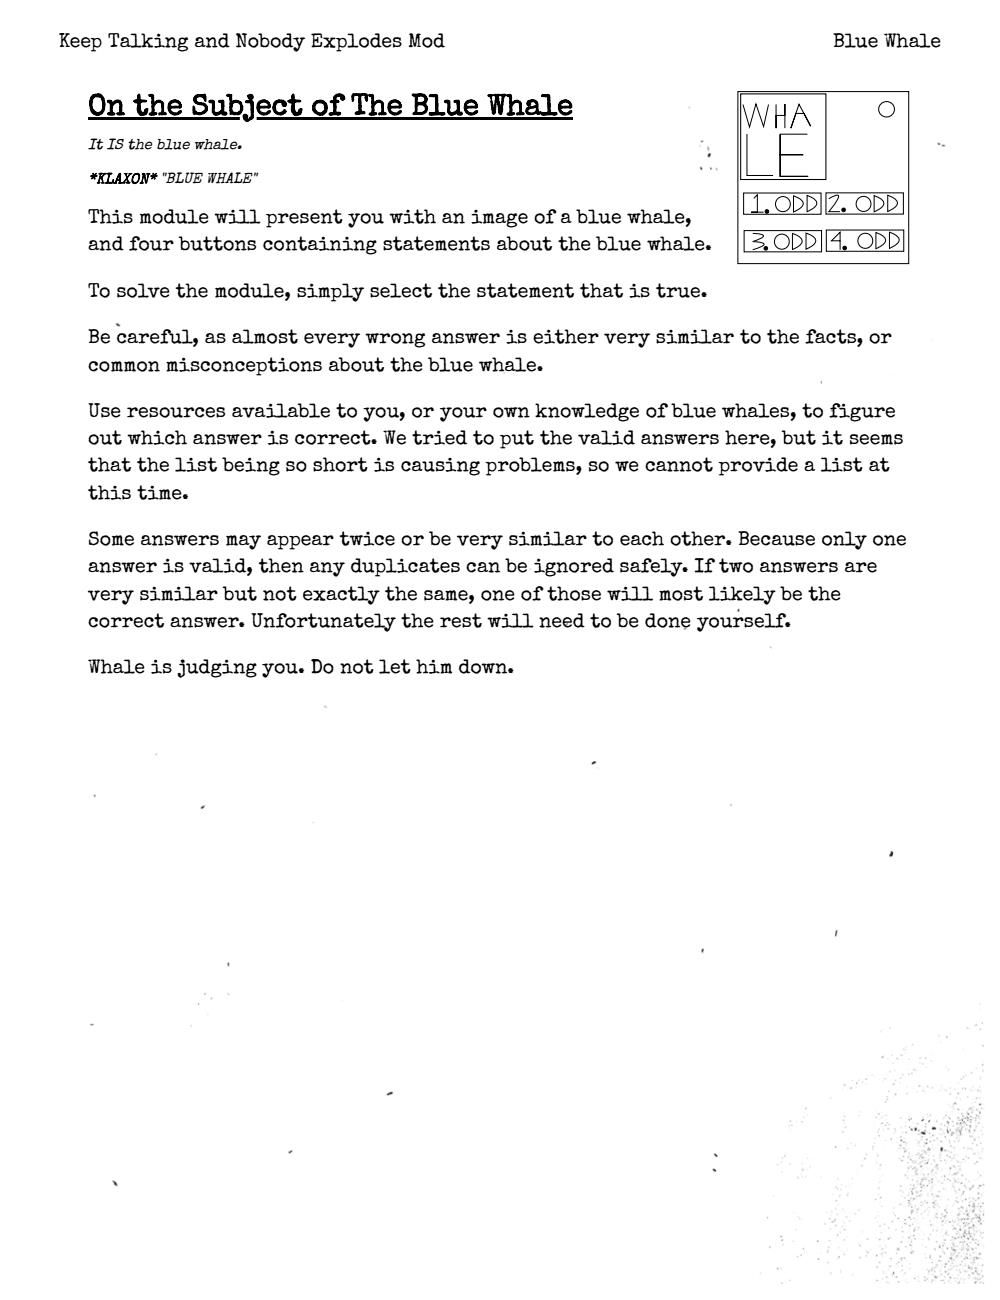 Keep Talking and Nobody Explodes Mod
Blue Whale
On the Subject of The Blue Whale
It IS the blue whale.
*KLAXON* "BLUE WHALE"
WHA
LE
1. ODD
2. ODD
3. ODD
4. ODD
This module will present you with an image of a blue whale,
and four buttons containing statements about the blue whale.
To solve the module, simply select the statement that is true.
Be careful, as almost every wrong answer is either very similar to the facts, or
common misconceptions about the blue whale.
Use resources available to you, or your own knowledge of blue whales, to figure
out which answer is correct. We tried to put the valid answers here, but it seems
that the list being so short is causing problems, so we cannot provide a list at
this time.
Some answers may appear twice or be very similar to each other. Because only one
answer is valid, then any duplicates can be ignored safely. If two answers are
very similar but not exactly the same, one of those will most likely be the
correct answer. Unfortunately the rest will need to be done yourself.
Whale is judging you. Do not let him down.